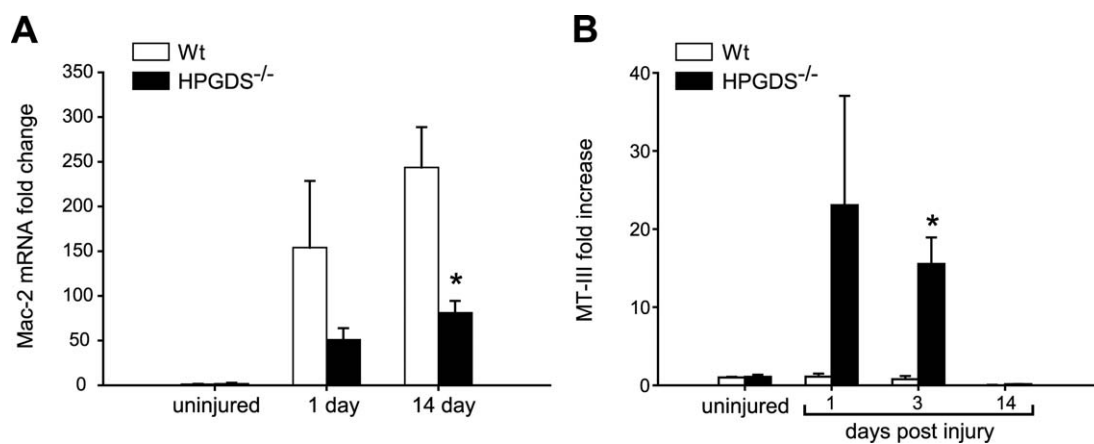 A
Wt
HPGDS-/-
Mac-2 mRNA fold change
350
300
250
200
150
100
50
0
*
uninjured 1 day 14 day
B
Wt
HPGDS-/-
MT-III fold increase
40
30
20
10
0
*
uninjured 1 3 14
days post injury